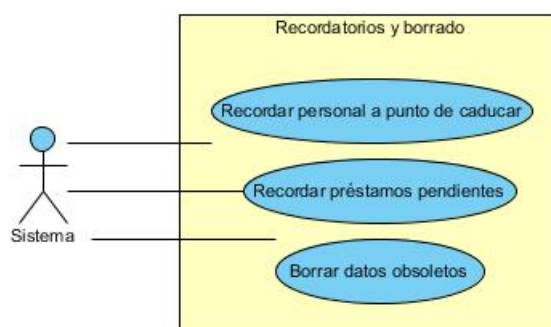 Recordatorios y borrado
Recordar personal a punto de caducar
Recordar préstamos pendientes
Sistema
Borrar datos obsoletos